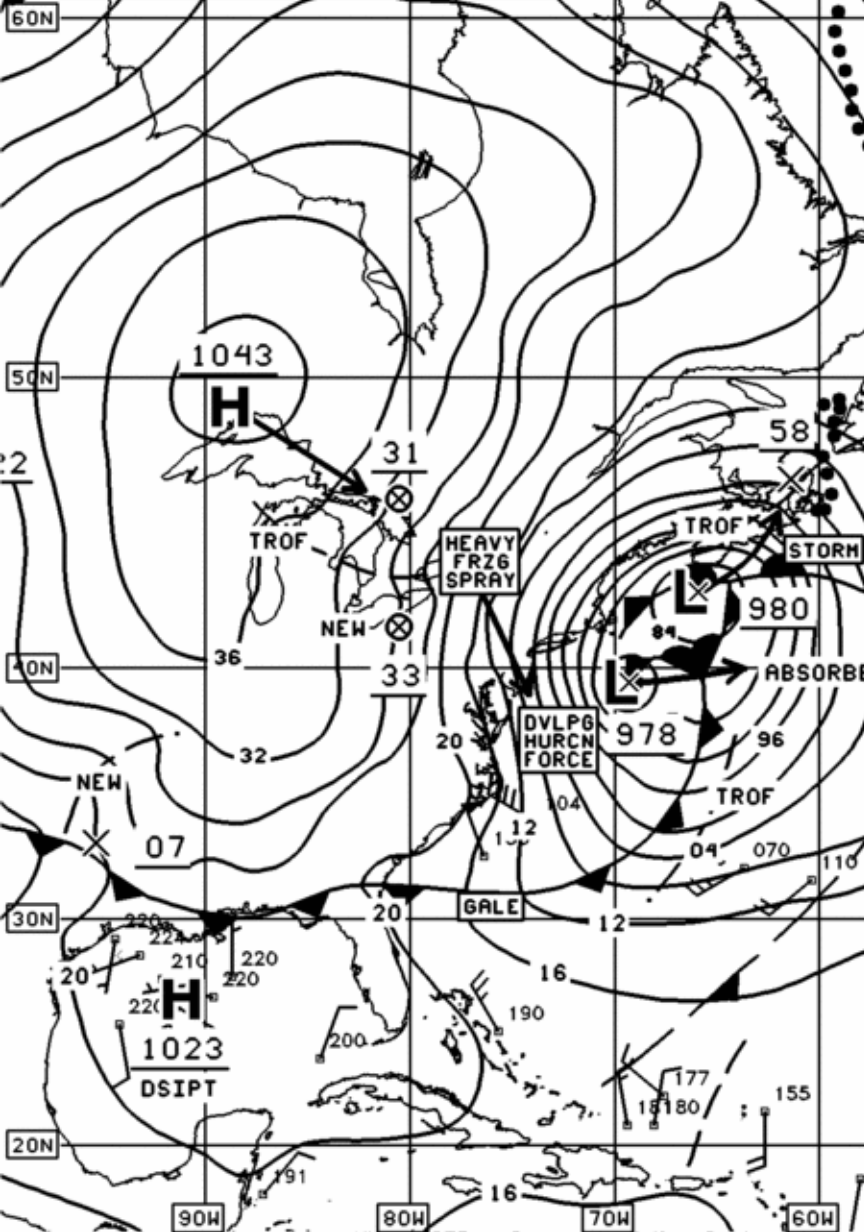 60N
1043
H
50N
31
58
22
TROF
HEAVY
FRZG
SPRAY
TROF
STORM
L
980
NEW
84
36
40N
33
L
ABSORBE
978
DVLPG
HURCN
FORCE
20
96
32
NEW
TROF
104
12
07
04
070
110
GALE
20
12
30N
220
224
210
220
220
20
16
H
190
1023
200
DSIPT
177
180
155
20N
191
16
90W
80W
70W
60W